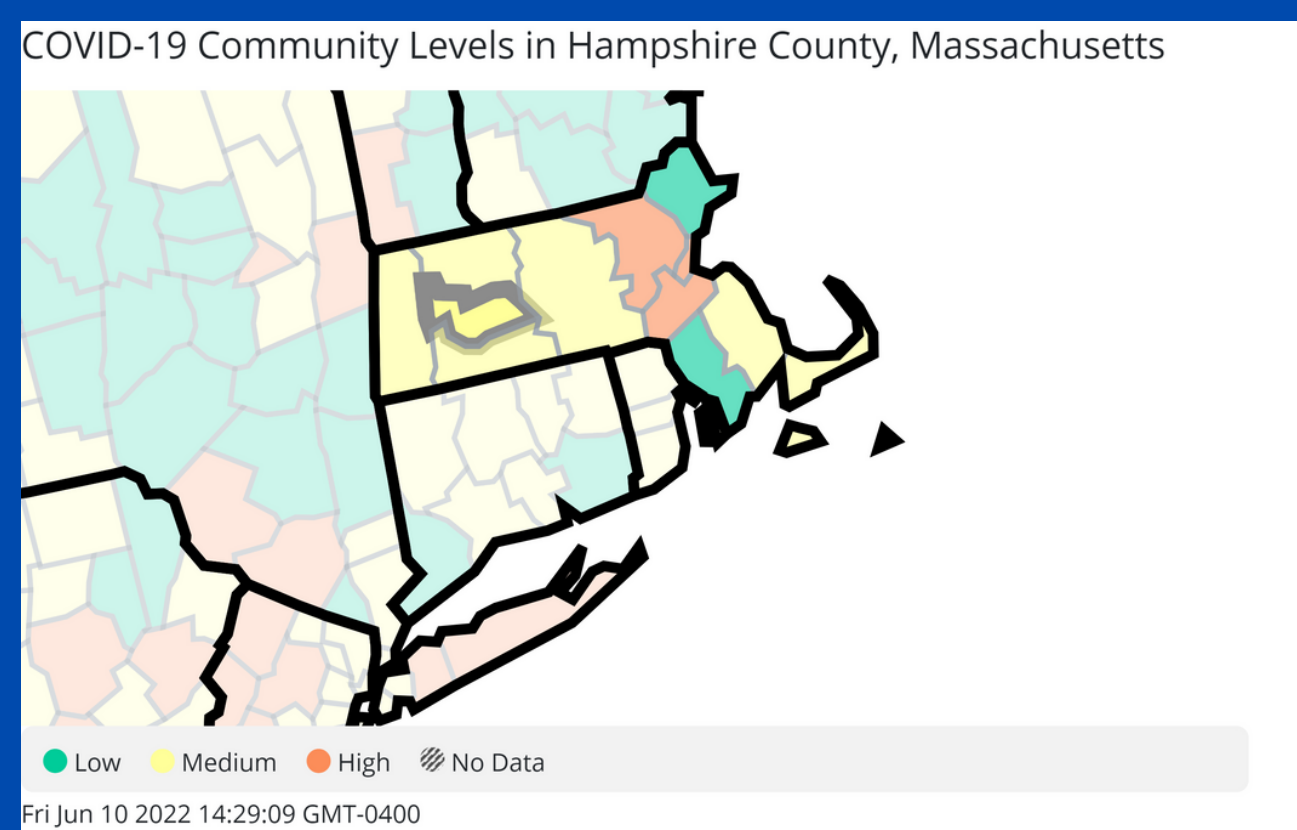 COVID-19 Community Levels in Hampshire County, Massachusetts
Low Medium High No Data
Fri Jun 10 2022 14:29:09 GMT-0400